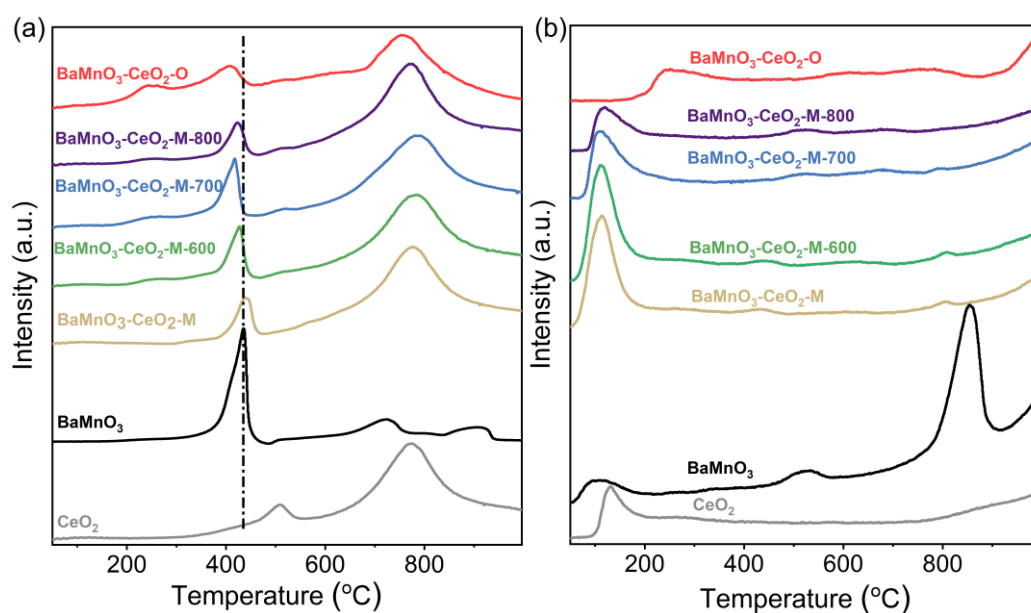 (a)
BaMnO₃-CeO₂-O
BaMnO₃-CeO₂-M-800
BaMnO₃-CeO₂-M-700
BaMnO₃-CeO₂-M-600
BaMnO₃-CeO₂-M
BaMnO₃
CeO₂
Intensity (a.u.)
200 400 600 800
Temperature (°C)
(b)
BaMnO₃-CeO₂-O
BaMnO₃-CeO₂-M-800
BaMnO₃-CeO₂-M-700
BaMnO₃-CeO₂-M-600
BaMnO₃-CeO₂-M
BaMnO₃
CeO₂
Intensity (a.u.)
200 400 600 800
Temperature (°C)